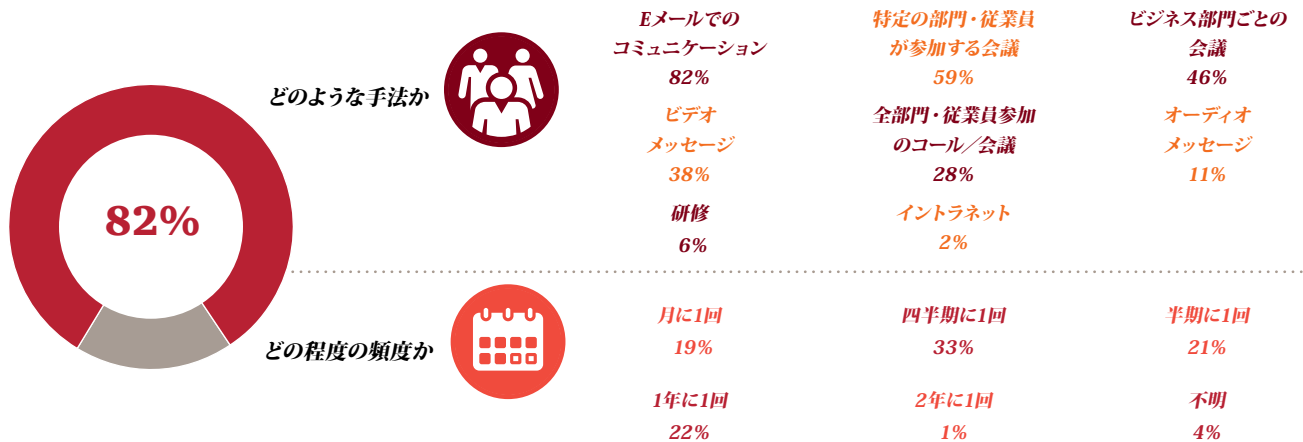 82%
どのような手法か
Eメールでの
コミュニケーション
82%
特定の部門・従業員
が参加する会議
59%
ビジネス部門ごとの
会議
46%
ビデオ
メッセージ
38%
全部門・従業員参加
のコール／会議
28%
オーディオ
メッセージ
11%
研修
6%
イントラネット
2%
どの程度の頻度か
月に1回
19%
四半期に1回
33%
半期に1回
21%
1年に1回
22%
2年に1回
1%
不明
4%